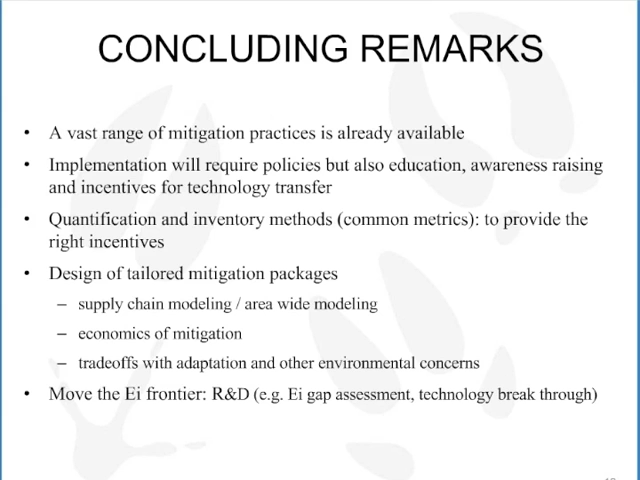 CONCLUDING REMARKS
• A vast range of mitigation practices is already available
• Implementation will require policies but also education, awareness raising
and incentives for technology transfer
• Quantification and inventory methods (common metrics): to provide the
right incentives
• Design of tailored mitigation packages
– supply chain modeling / area wide modeling
– economics of mitigation
– tradeoffs with adaptation and other environmental concerns
• Move the Ei frontier: R&D (e.g. Ei gap assessment, technology break through)